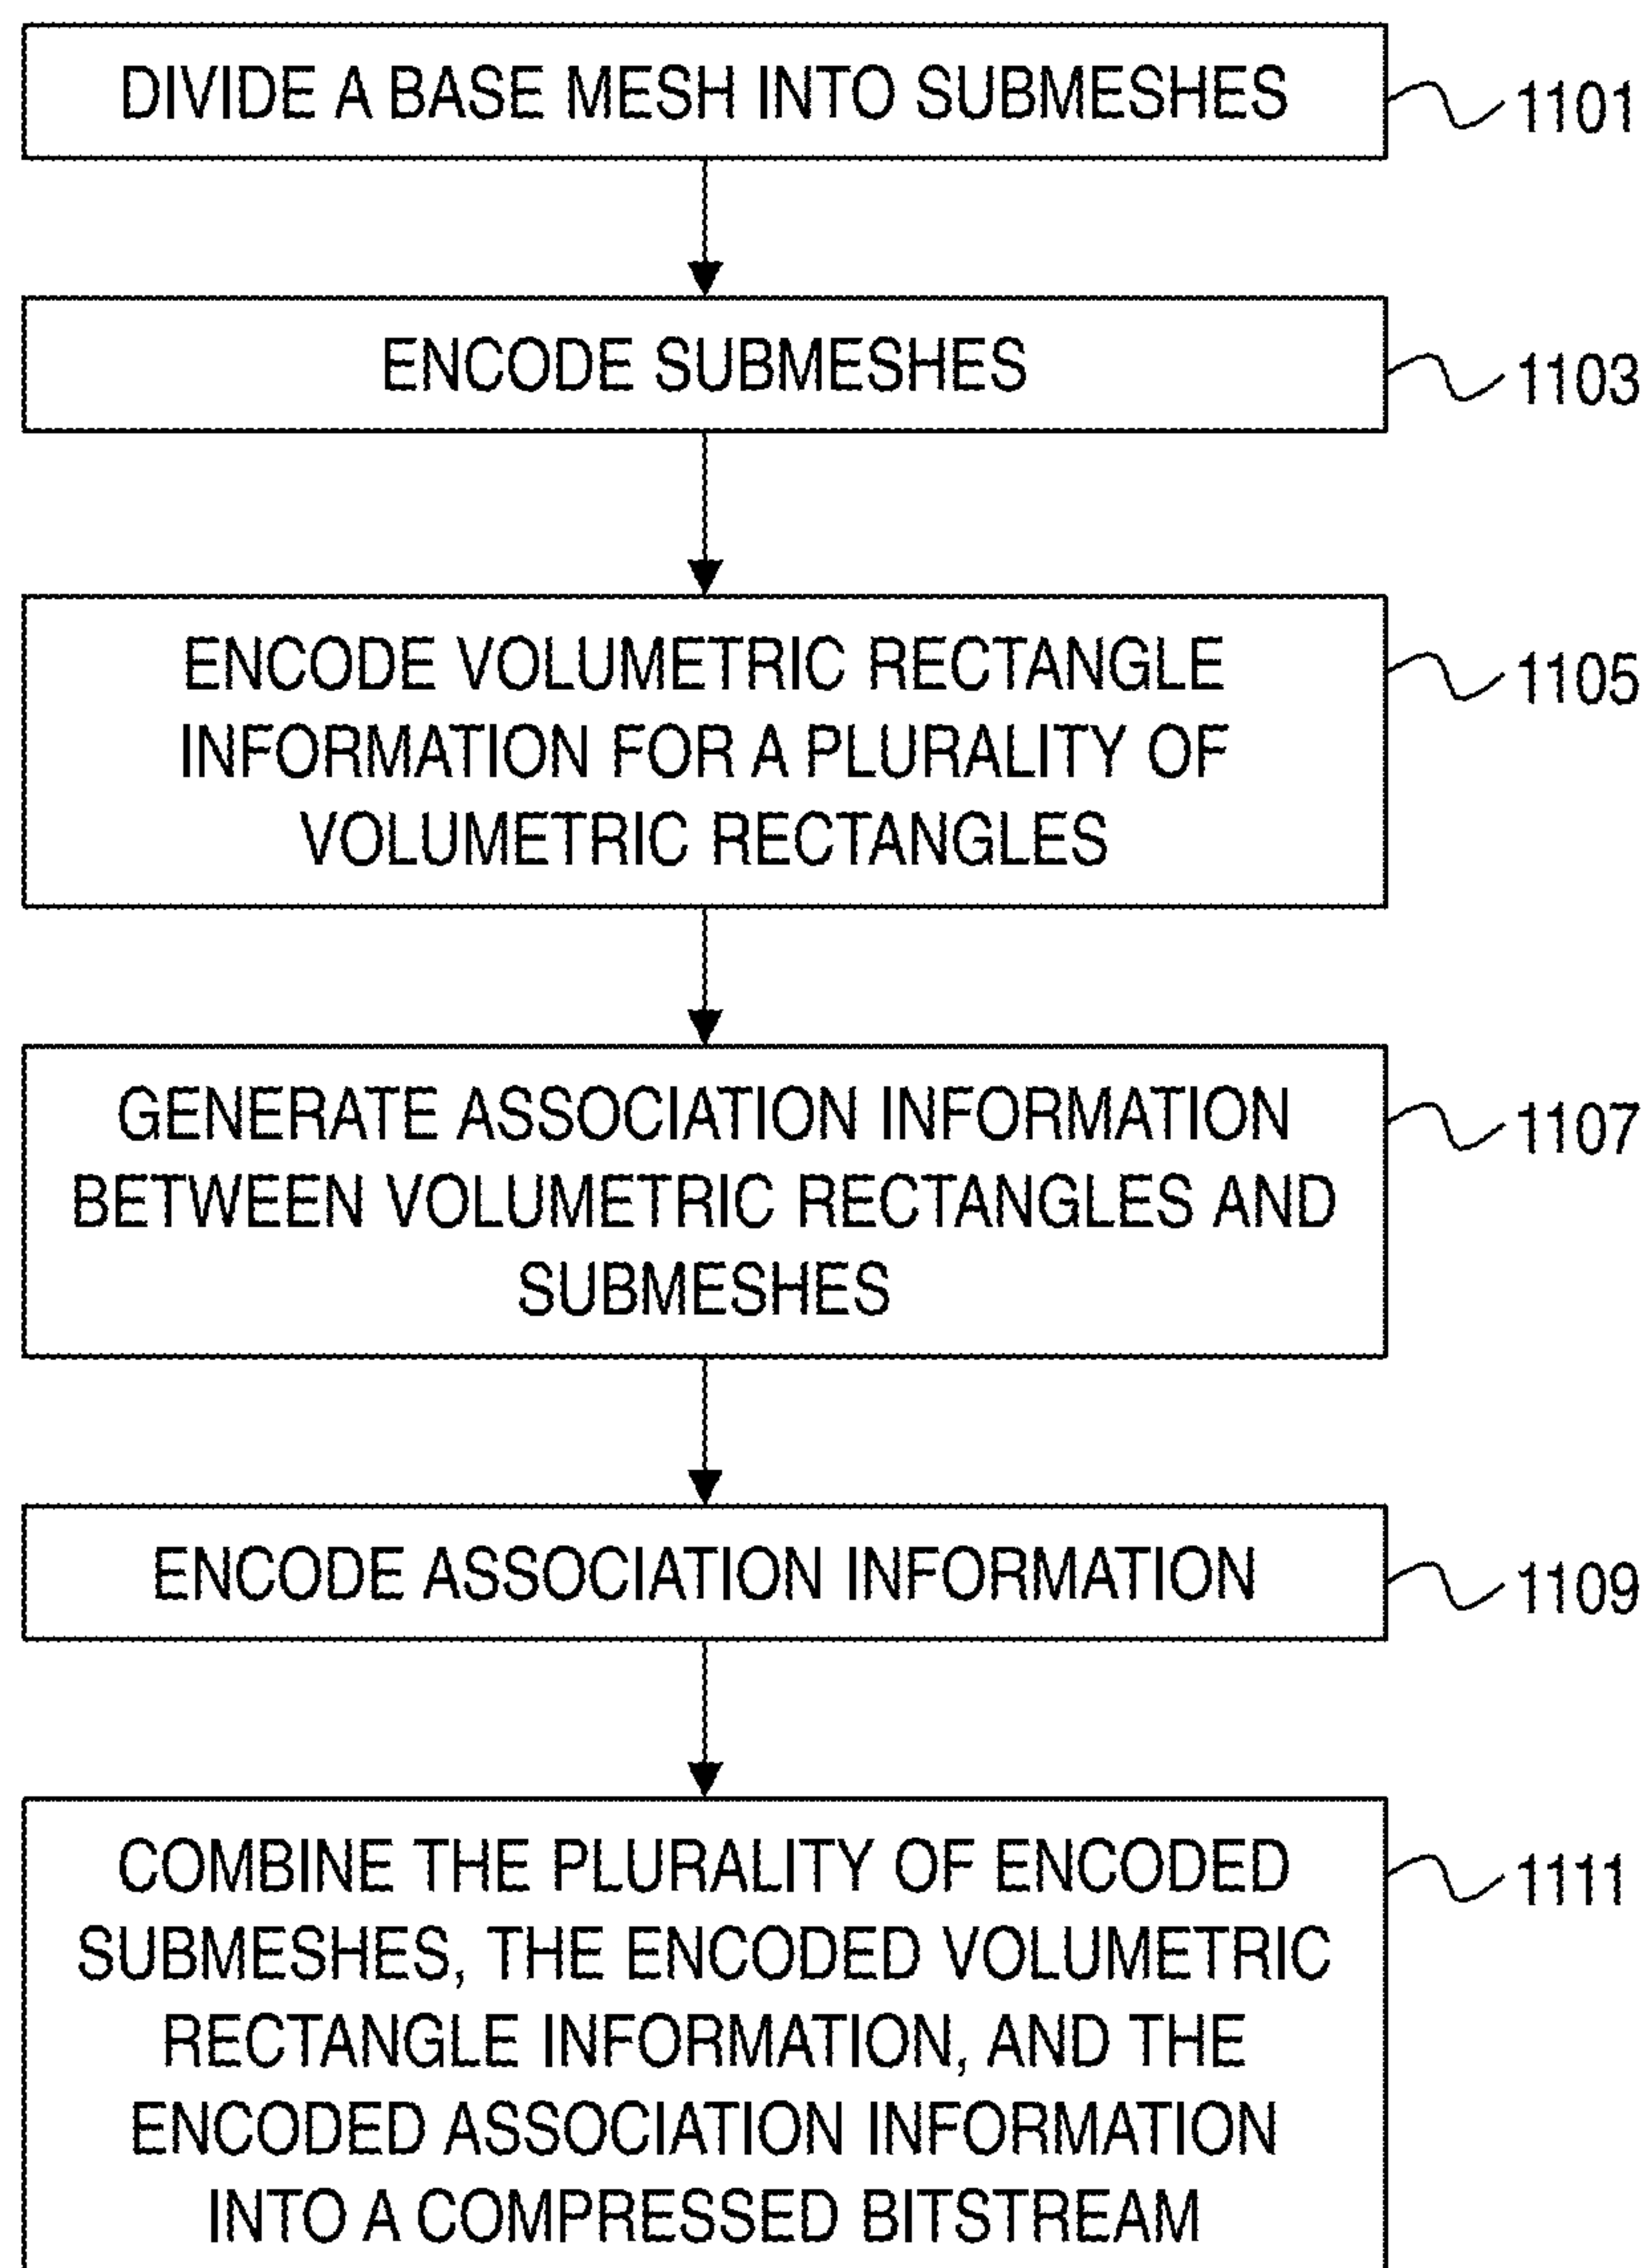 DIVIDE A BASE MESH INTO SUBMESHES
1101
ENCODE SUBMESHES
1103
ENCODE VOLUMETRIC RECTANGLE
INFORMATION FOR A PLURALITY OF
VOLUMETRIC RECTANGLES
1105
GENERATE ASSOCIATION INFORMATION
BETWEEN VOLUMETRIC RECTANGLES AND
SUBMESHES
1107
ENCODE ASSOCIATION INFORMATION
1109
COMBINE THE PLURALITY OF ENCODED
SUBMESHES, THE ENCODED VOLUMETRIC
RECTANGLE INFORMATION, AND THE
ENCODED ASSOCIATION INFORMATION
INTO A COMPRESSED BITSTREAM
1111